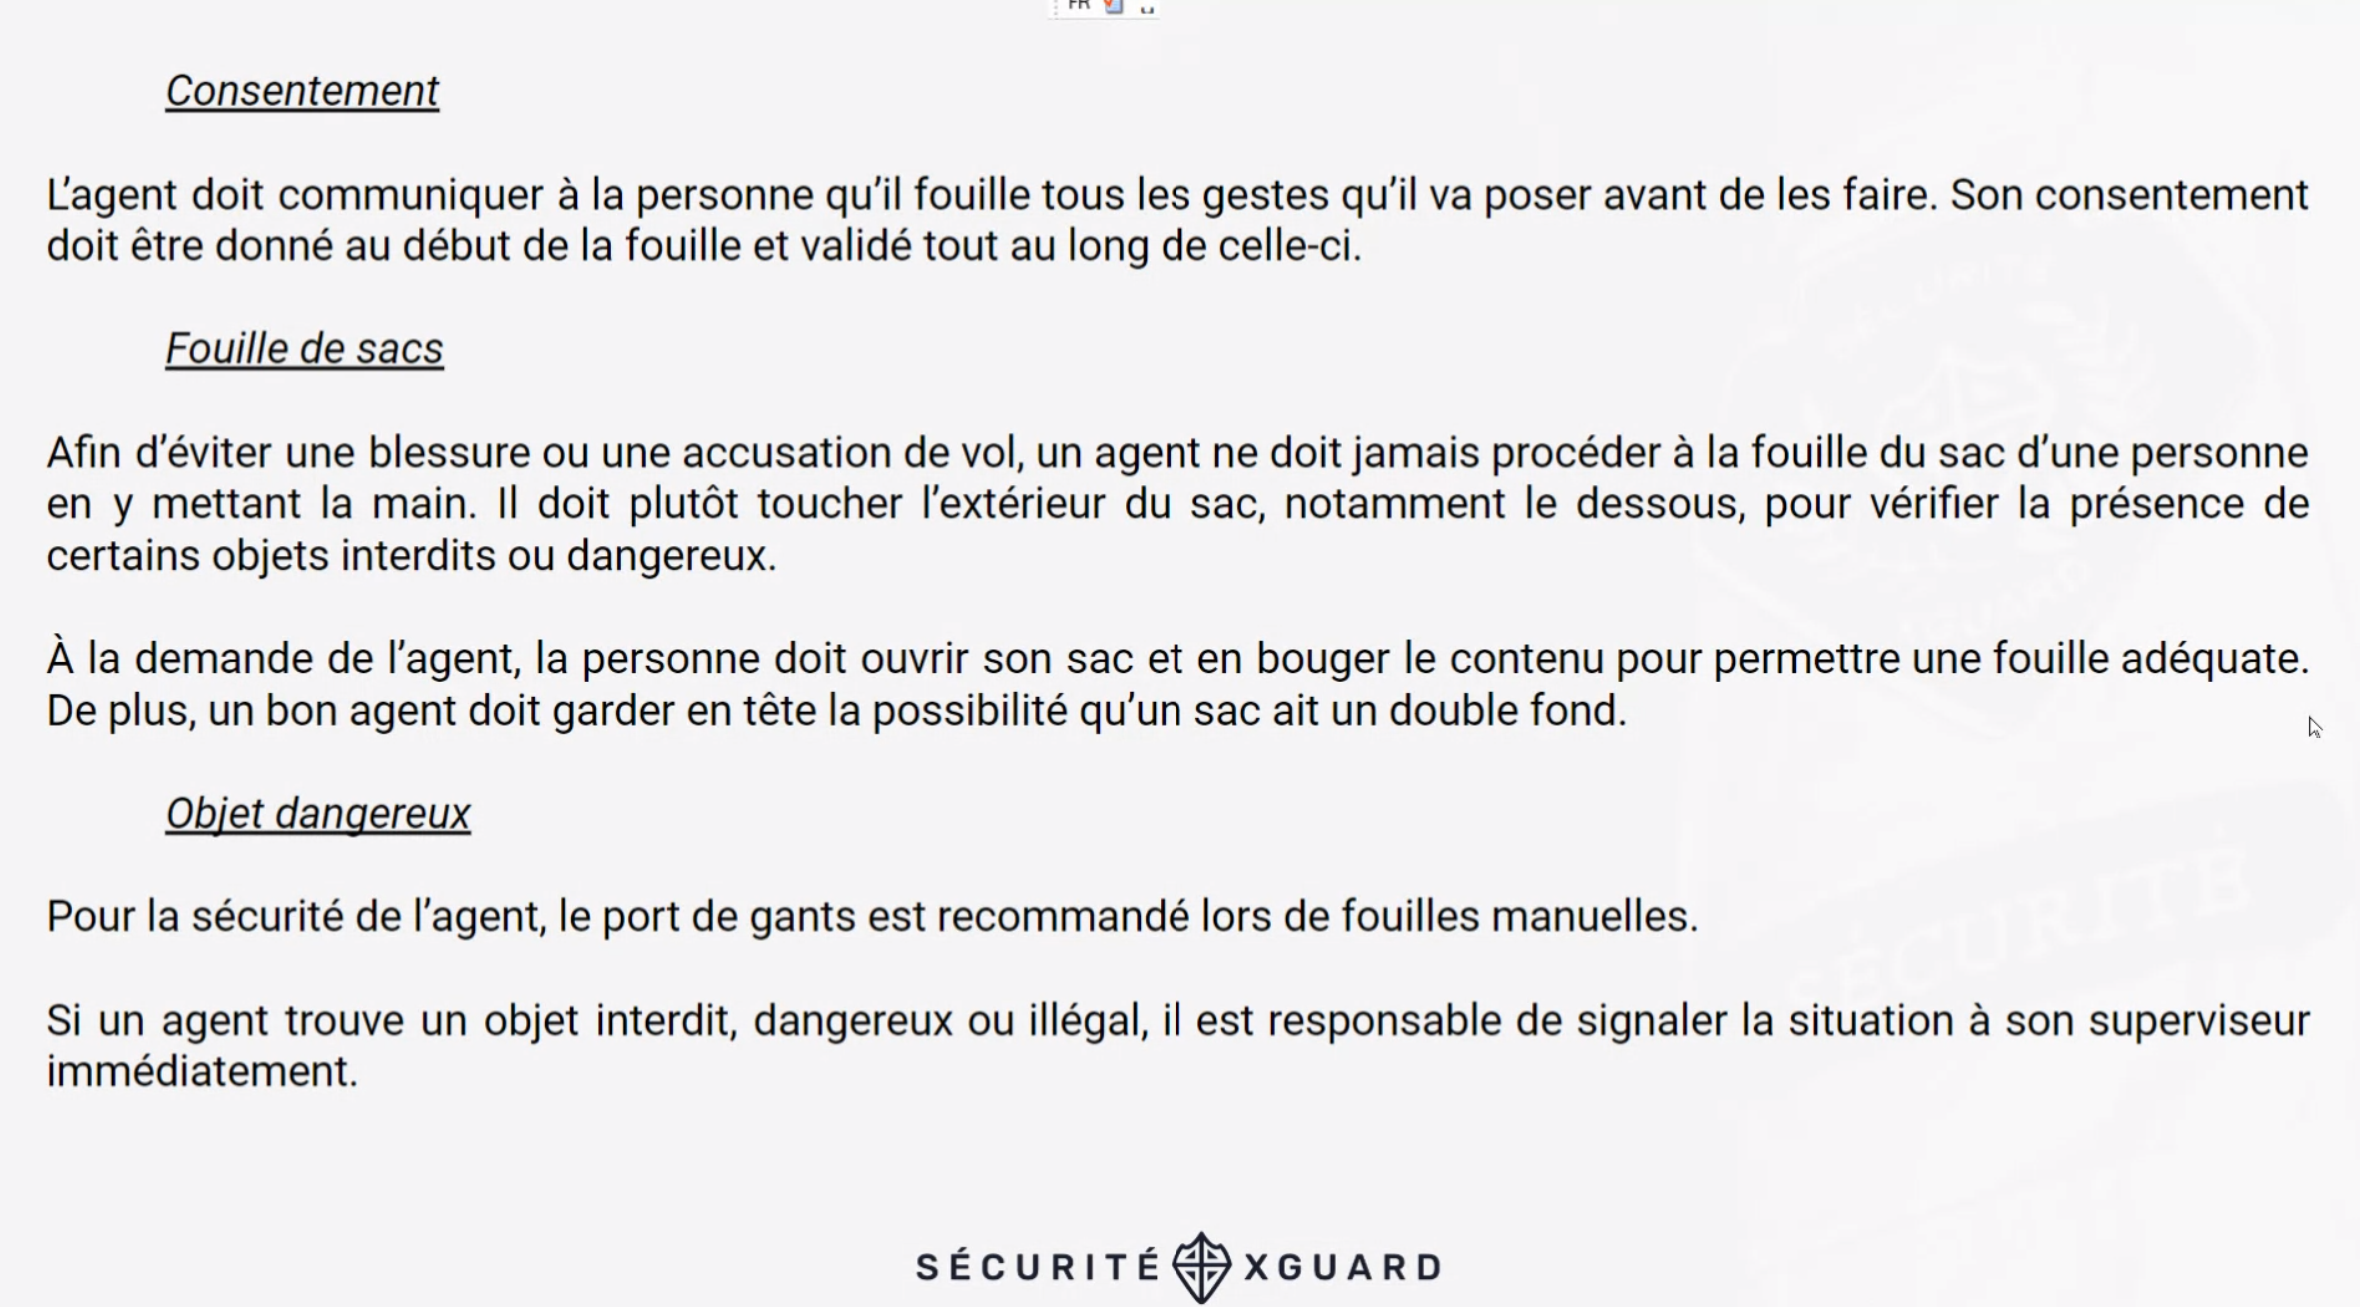 FR
Consentement
L'agent doit communiquer à la personne qu'il fouille tous les gestes qu'il va poser avant de les faire. Son consentement
doit être donné au début de la fouille et validé tout au long de celle-ci.
Fouille de sacs
Afin d'éviter une blessure ou une accusation de vol, un agent ne doit jamais procéder à la fouille du sac d'une personne
en y mettant la main. Il doit plutôt toucher l'extérieur du sac, notamment le dessous, pour vérifier la présence de
certains objets interdits ou dangereux.
À la demande de l'agent, la personne doit ouvrir son sac et en bouger le contenu pour permettre une fouille adéquate.
De plus, un bon agent doit garder en tête la possibilité qu'un sac ait un double fond.
Objet dangereux
Pour la sécurité de l'agent, le port de gants est recommandé lors de fouilles manuelles.
Si un agent trouve un objet interdit, dangereux ou illégal, il est responsable de signaler la situation à son superviseur
immédiatement.
SÉCURITÉ
XGUARD
SÉCURITÉ
SÉCURITÉ XGUARD